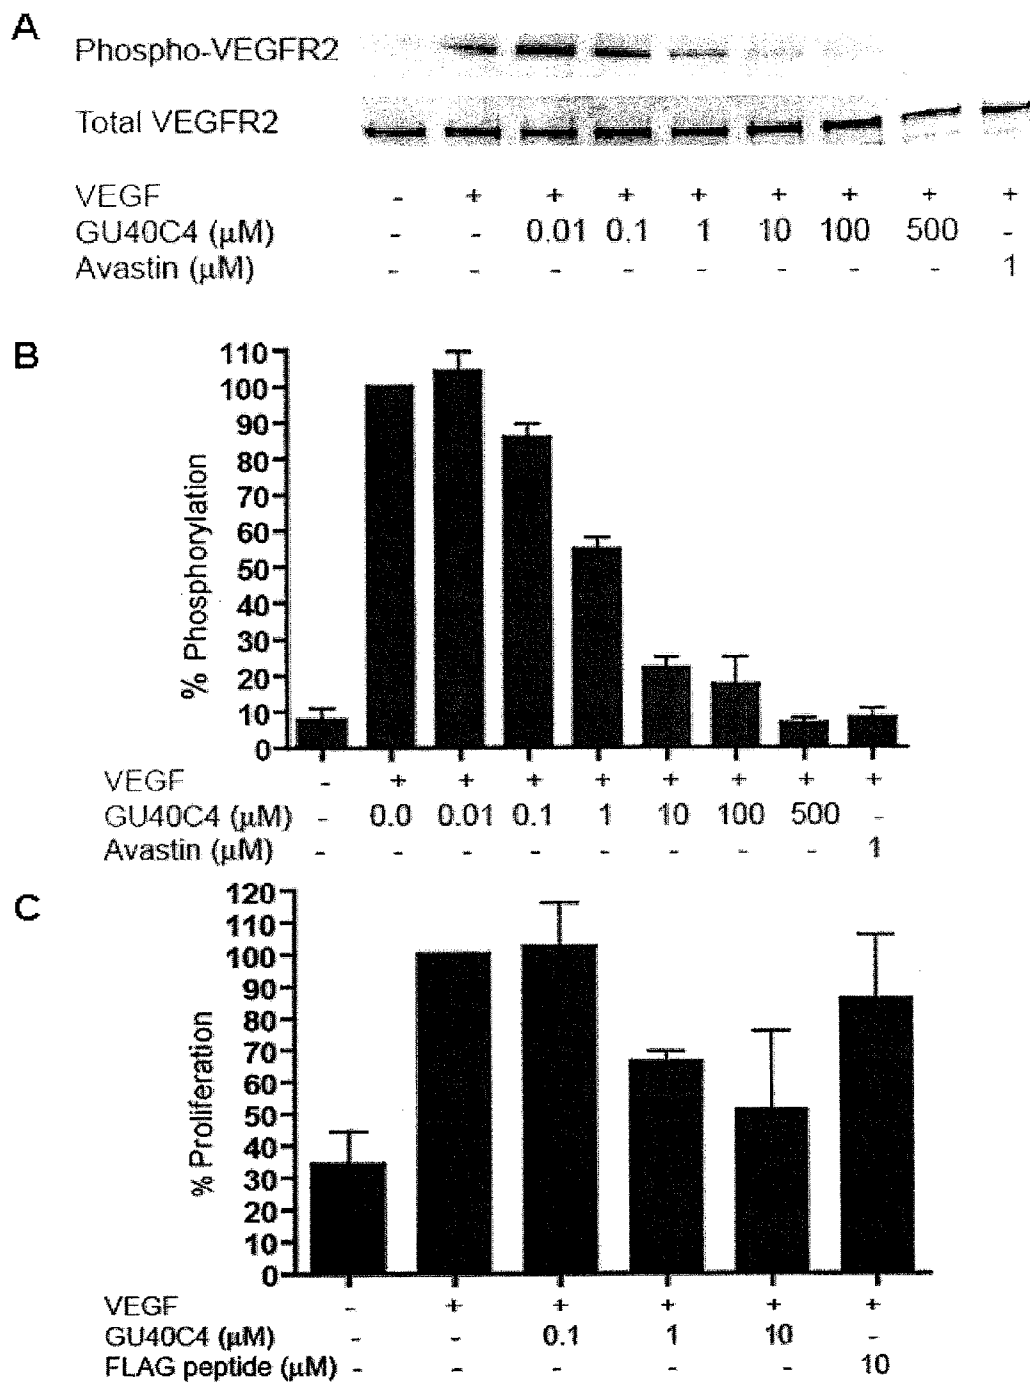 A
Phospho-VEGFR2
Total VEGFR2
VEGF - + + + + + + + +
GU40C4 (µM) - - 0.01 0.1 1 10 100 500 -
Avastin (µM) - - - - - - - - 1
B
% Phosphorylation
110
100
90
80
70
60
50
40
30
20
10
0
VEGF - + + + + + + + +
GU40C4 (µM) - 0.0 0.01 0.1 1 10 100 500 -
Avastin (µM) - - - - - - - - 1
C
% Proliferation
120
110
100
90
80
70
60
50
40
30
20
10
0
VEGF - + + + + +
GU40C4 (µM) - - 0.1 1 10 -
FLAG peptide (µM) - - - - - 10